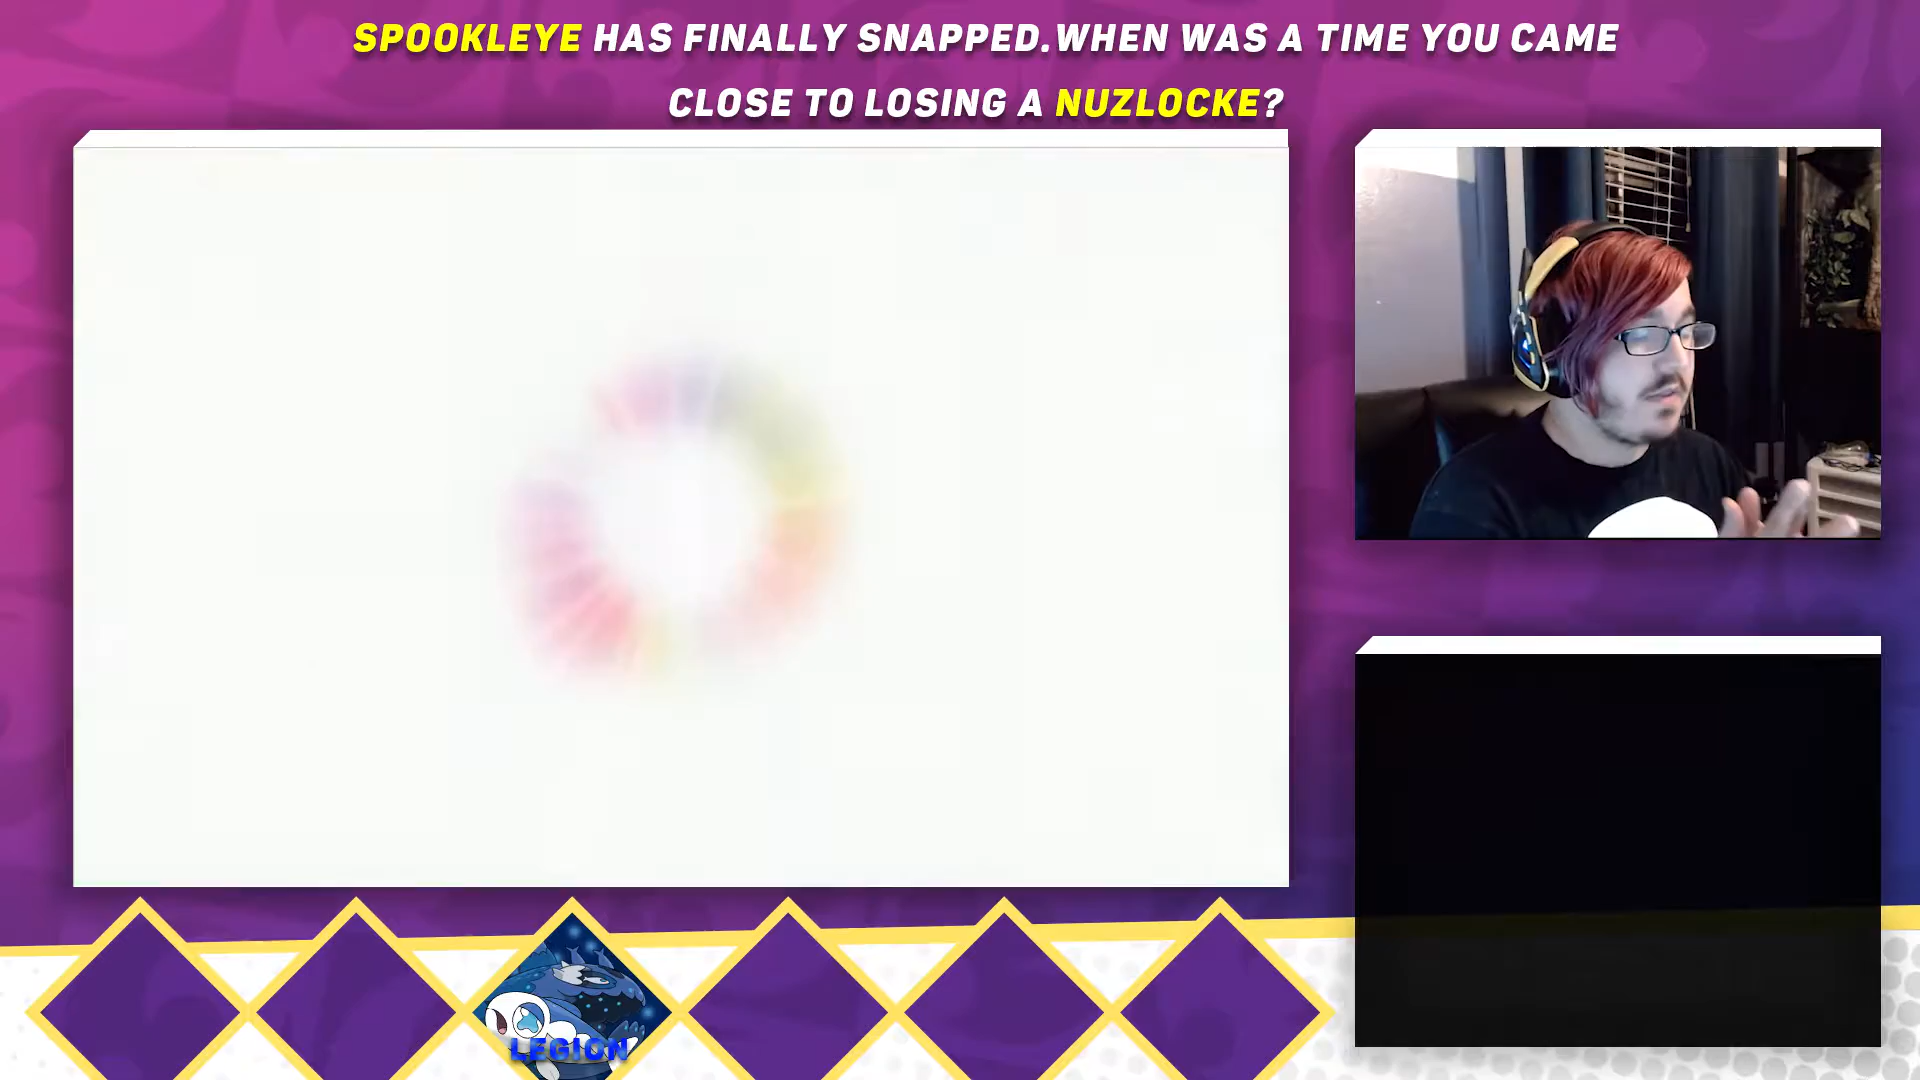 SPOOKLEYE HAS FINALLY SNAPPED.WHEN WAS A TIME YOU CAME
CLOSE TO LOSING A NUZLOCKE?
LEGION